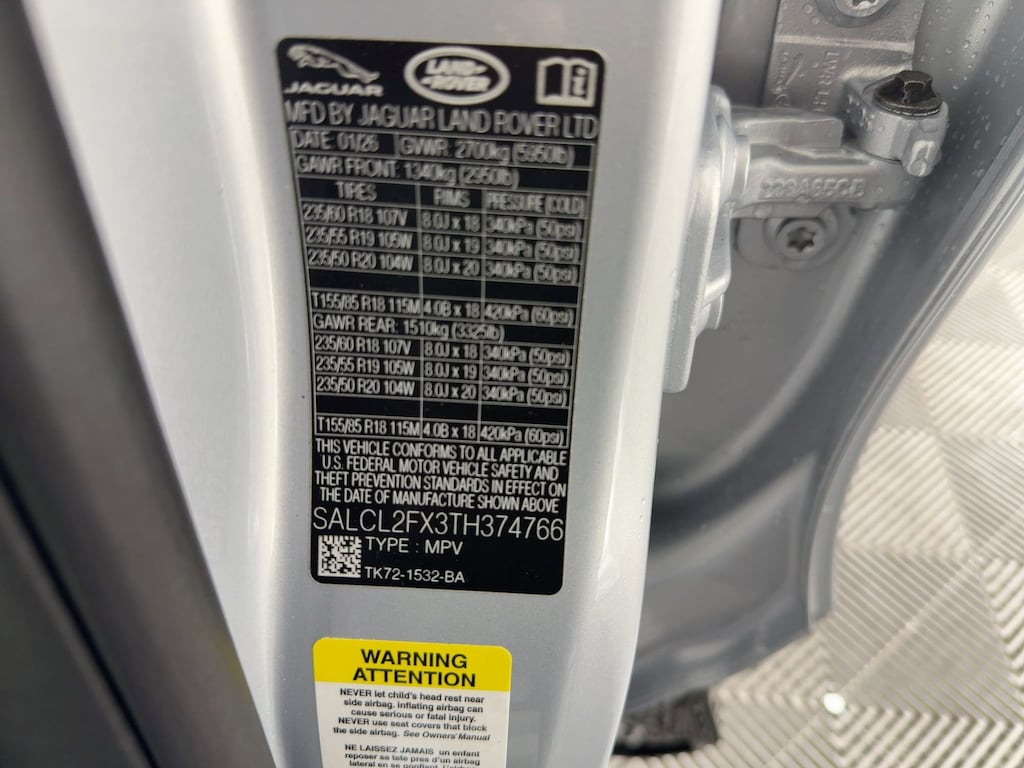 JAGUAR
LAND-
-ROVER
MFD BY JAGUAR LAND ROVER LTD
DATE: 01/26 GVWR: 2700kg (5950lb)
GAWR FRONT: 1340kg (2350lb)
TIRES RIMS PRESSURE (COLD)
235/60 R18 107V 8.0J x 18 340kPa (50psi)
235/55 R19 105W 8.0J x 19 340kPa (50psi)
235/50 R20 104W 8.0J x 20 340kPa (50psi)
T155/85 R18 115M 4.0B x 18 420kPa (60psi)
GAWR REAR: 1510kg (3325lb)
235/60 R18 107V 8.0J x 18 340kPa (50psi)
235/55 R19 105W 8.0J x 19 340kPa (50psi)
235/50 R20 104W 8.0J x 20 340kPa (50psi)
T155/85 R18 115M 4.0B x 18 420kPa (60psi)
THIS VEHICLE CONFORMS TO ALL APPLICABLE
U.S. FEDERAL MOTOR VEHICLE SAFETY AND
THEFT PREVENTION STANDARDS IN EFFECT ON
THE DATE OF MANUFACTURE SHOWN ABOVE
SALCL2FX3TH374766
TYPE : MPV
TK72-1532-BA
WARNING
ATTENTION
NEVER let child's head rest near
side airbag. inflating airbag can
cause serious or fatal injury.
NEVER use seat covers that block
the side airbag. See Owners' Manual
NE LAISSEZ JAMAIS un enfant
reposer sa tete pres d'un airbag